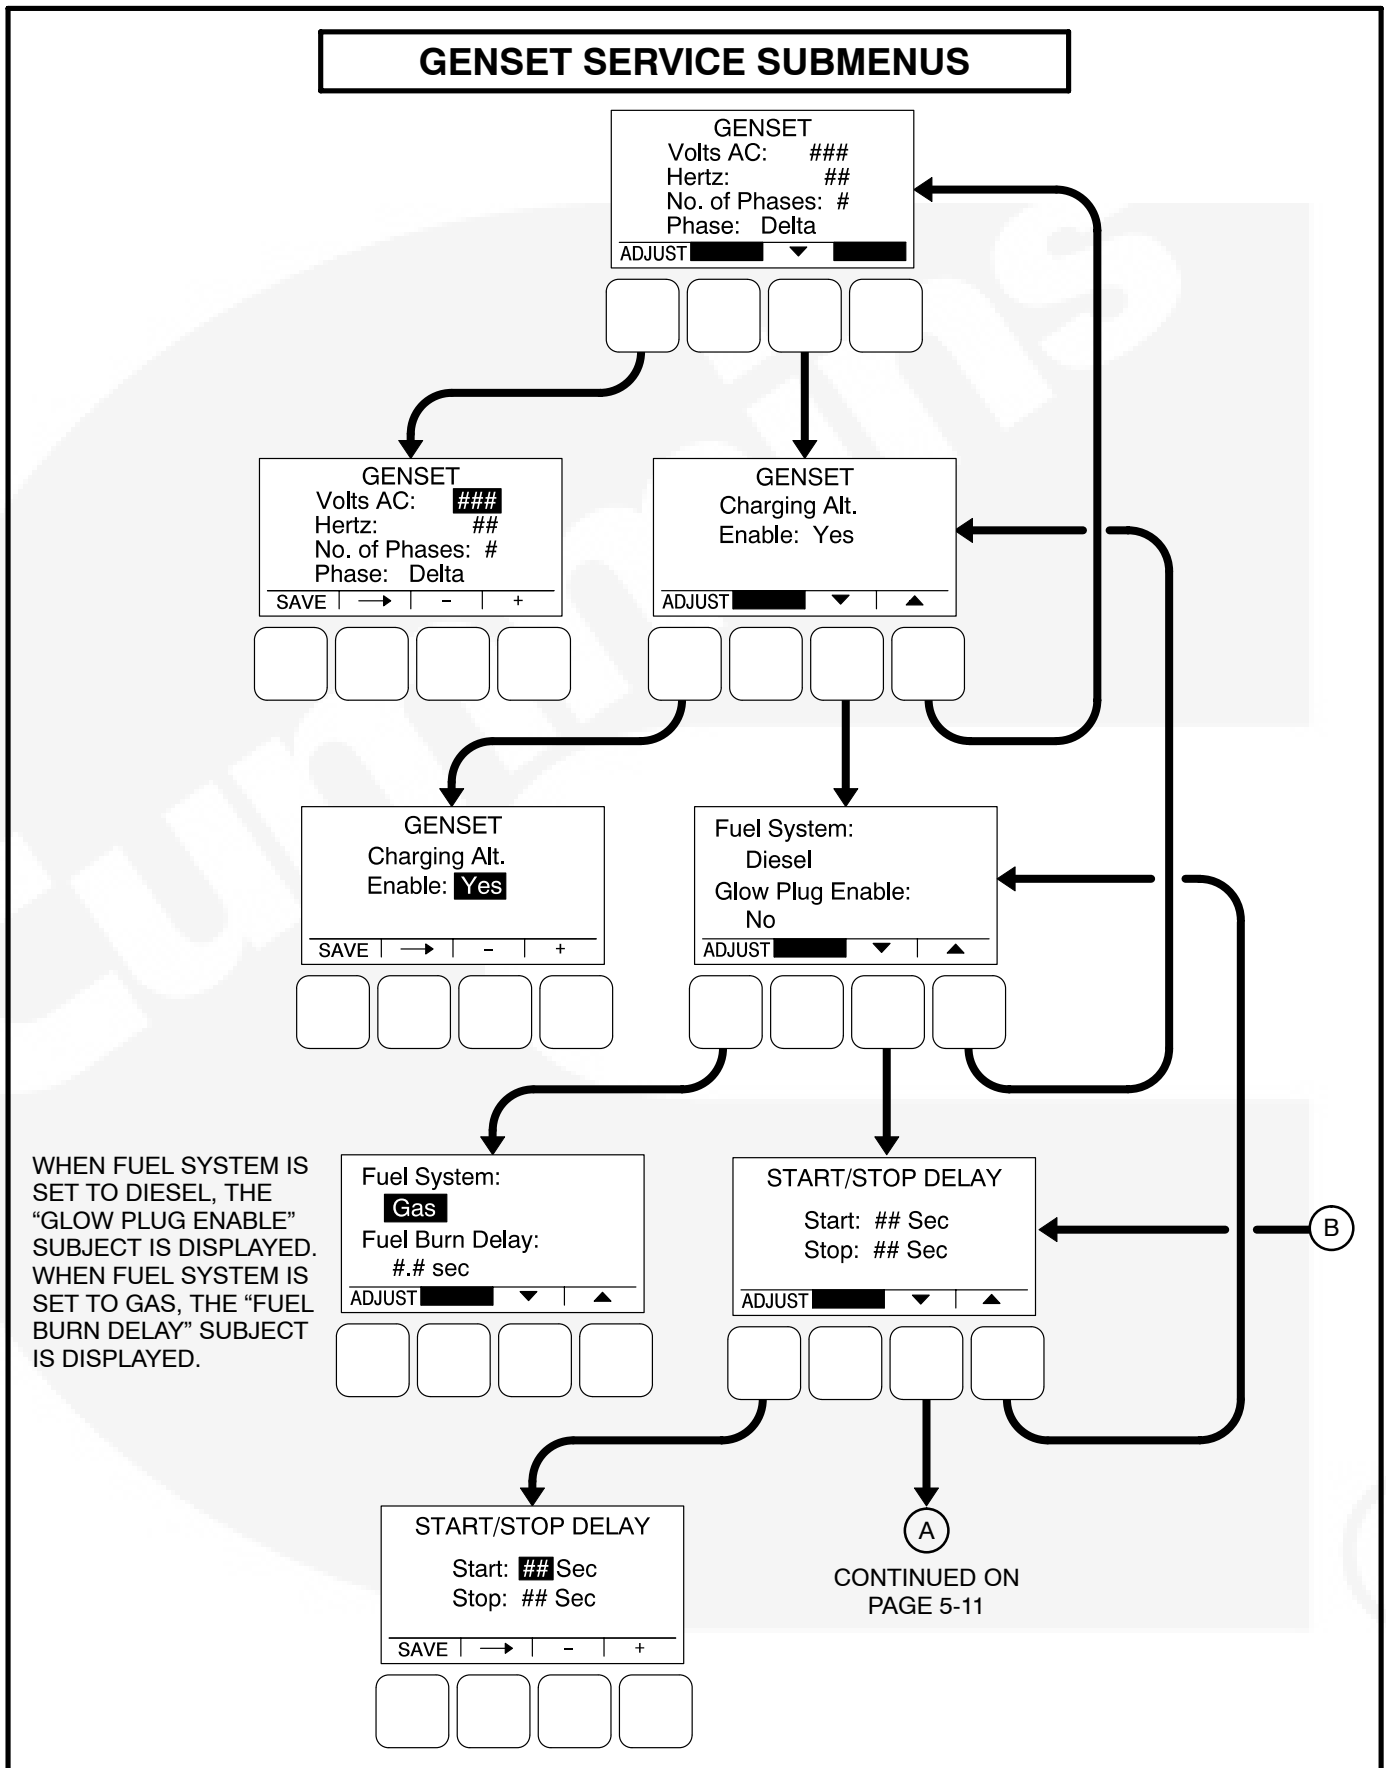 GENSET SERVICE SUBMENUS
GENSET
Volts AC: ###
Hertz: ##
No. of Phases: #
Phase: Delta
ADJUST ▼
GENSET
Volts AC: ###
Hertz: ##
No. of Phases: #
Phase: Delta
SAVE → - +
GENSET
Charging Alt.
Enable: Yes
ADJUST ▼ ▲
GENSET
Charging Alt.
Enable: Yes
SAVE → - +
Fuel System:
Diesel
Glow Plug Enable:
No
ADJUST ▼ ▲
WHEN FUEL SYSTEM IS
SET TO DIESEL, THE
“GLOW PLUG ENABLE”
SUBJECT IS DISPLAYED.
WHEN FUEL SYSTEM IS
SET TO GAS, THE “FUEL
BURN DELAY” SUBJECT
IS DISPLAYED.
Fuel System:
Gas
Fuel Burn Delay:
#.# sec
ADJUST ▼ ▲
START/STOP DELAY
Start: ## Sec
Stop: ## Sec
ADJUST ▼ ▲
B
START/STOP DELAY
Start: ## Sec
Stop: ## Sec
SAVE → - +
A
CONTINUED ON
PAGE 5-11
Cummins